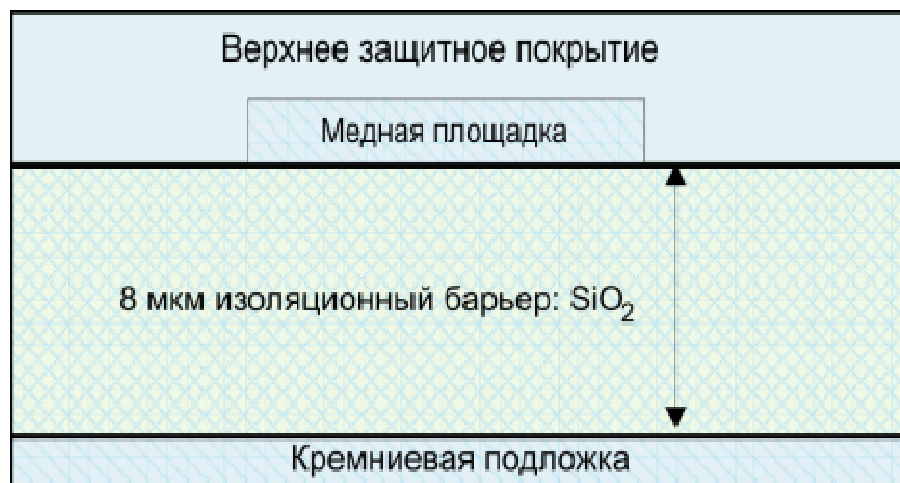 Верхнее защитное покрытие
Медная площадка
8 мкм изоляционный барьер: SiO₂
Кремниевая подложка